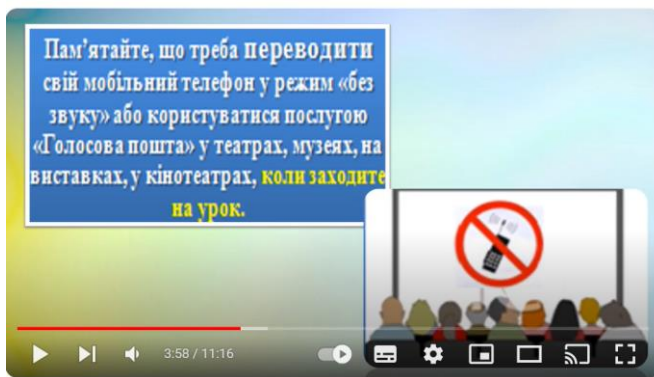 Пам’ятайте, що треба переводити
свій мобільний телефон у режим «без
звуку» або користуватися послугою
«Голосова пошта» у театрах, музеях, на
виставках, у кінотеатрах, коли заходите
на урок.
3:58 / 11:16